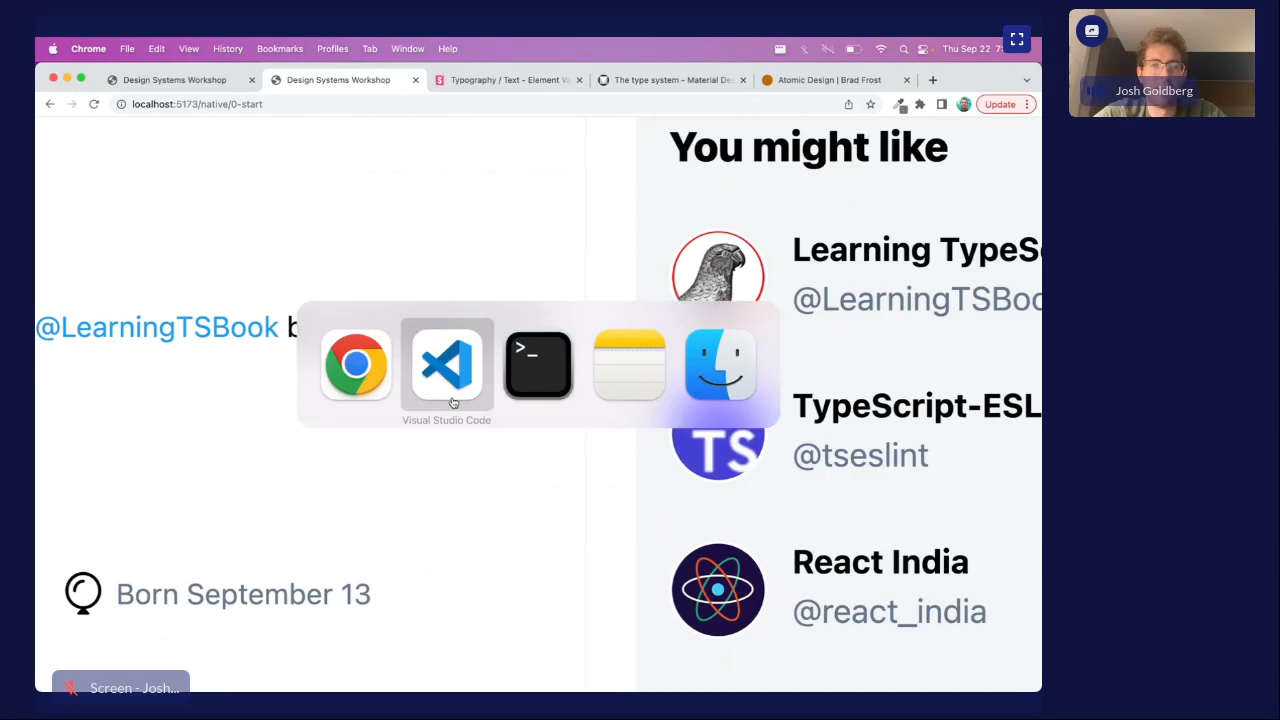 Chrome File Edit View History Bookmarks Profiles Tab Window Help
Thu Sep 22 7:
Design Systems Workshop
Design Systems Workshop
Typography / Text - Element V
The type system - Material De
Atomic Design | Brad Frost
localhost:5173/native/0-start
Update
Josh Goldberg
You might like
Learning TypeS
@LearningTSBoo
@LearningTSBook b
>_
Visual Studio Code
TypeScript-ESL
TS
@tseslint
React India
Born September 13
@react_india
Screen - Josh...